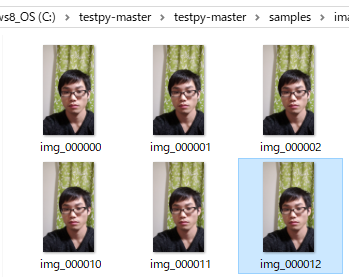 ws8_OS (C:) > testpy-master > testpy-master > samples > ima
img_000000 img_000001 img_000002
img_000010 img_000011 img_000012